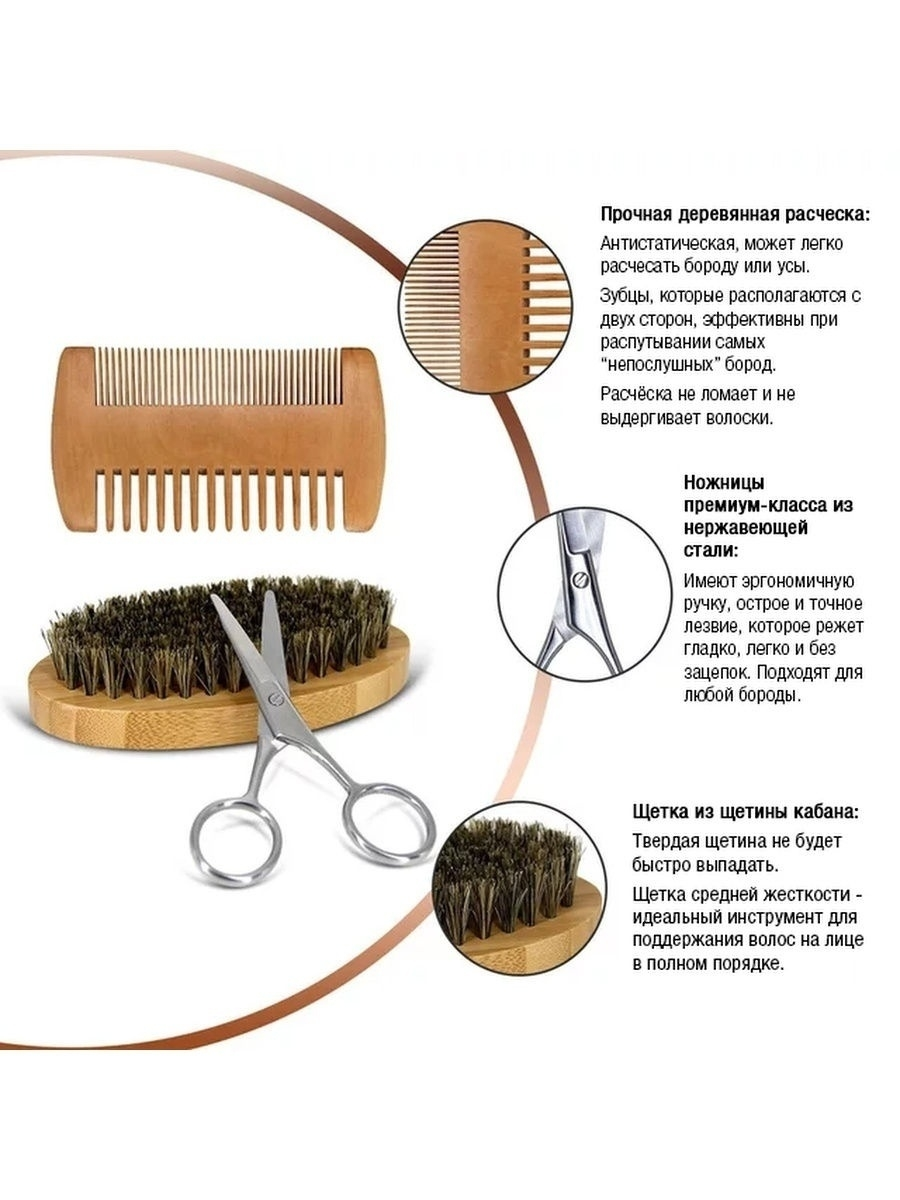 Прочная деревянная расческа:
Антистатическая, может легко
расчесать бороду или усы.
Зубцы, которые располагаются с
двух сторон, эффективны при
распутывании самых
“непослушных” бород.
Расчёска не ломает и не
выдергивает волоски.
Ножницы
премиум-класса из
нержавеющей
стали:
Имеют эргономичную
ручку, острое и точное
лезвие, которое режет
гладко, легко и без
зацепок. Подходят для
любой бороды.
Щетка из щетины кабана:
Твердая щетина не будет
быстро выпадать.
Щетка средней жесткости -
идеальный инструмент для
поддержания волос на лице
в полном порядке.